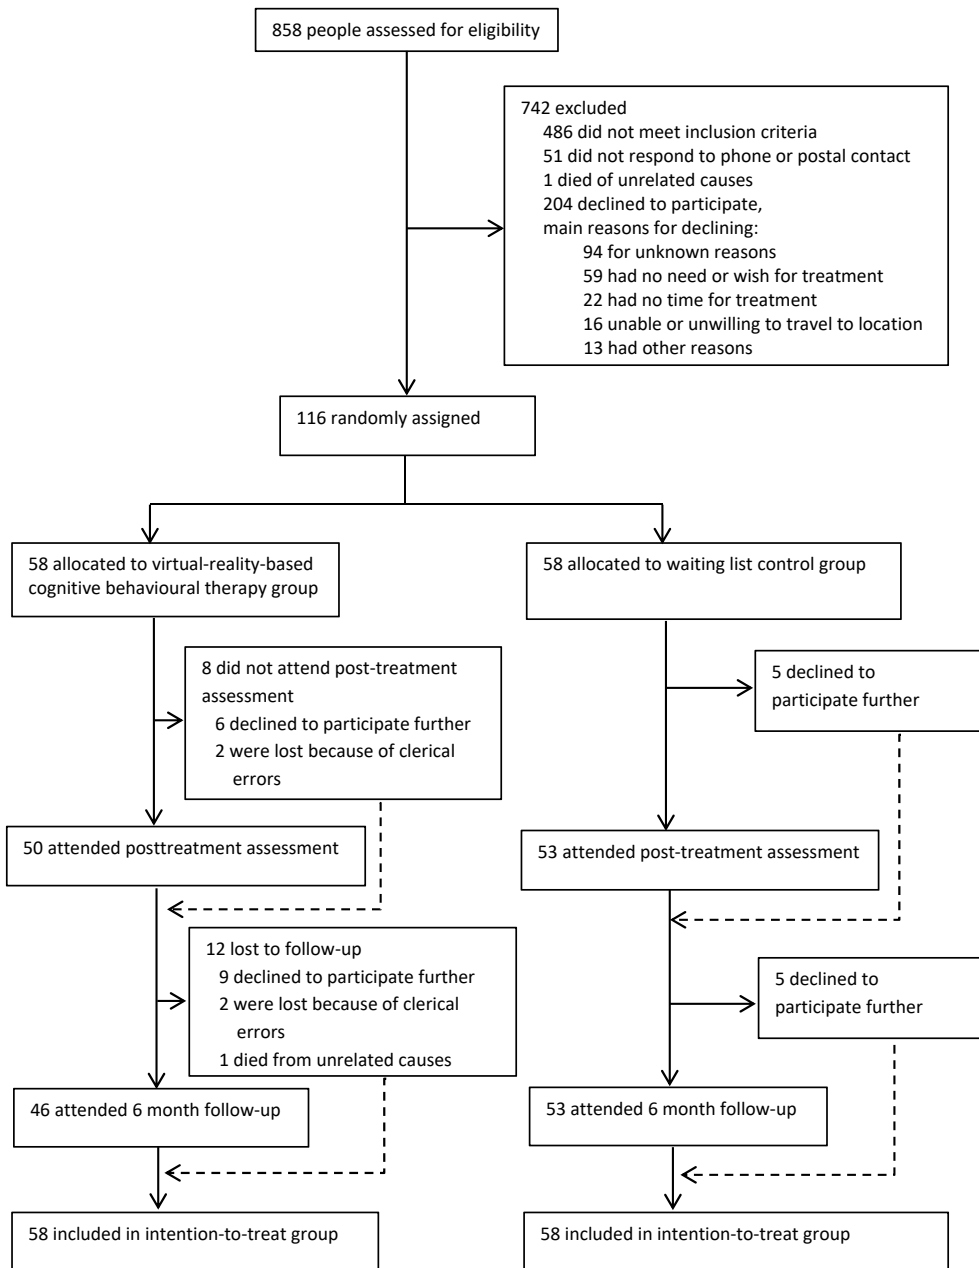 858 people assessed for eligibility
742 excluded
486 did not meet inclusion criteria
51 did not respond to phone or postal contact
1 died of unrelated causes
204 declined to participate,
main reasons for declining:
94 for unknown reasons
59 had no need or wish for treatment
22 had no time for treatment
16 unable or unwilling to travel to location
13 had other reasons
116 randomly assigned
58 allocated to virtual-reality-based
cognitive behavioural therapy group
58 allocated to waiting list control group
8 did not attend post-treatment
assessment
6 declined to participate further
2 were lost because of clerical
errors
5 declined to
participate further
50 attended posttreatment assessment
53 attended post-treatment assessment
12 lost to follow-up
9 declined to participate further
2 were lost because of clerical
errors
1 died from unrelated causes
5 declined to
participate further
46 attended 6 month follow-up
53 attended 6 month follow-up
58 included in intention-to-treat group
58 included in intention-to-treat group